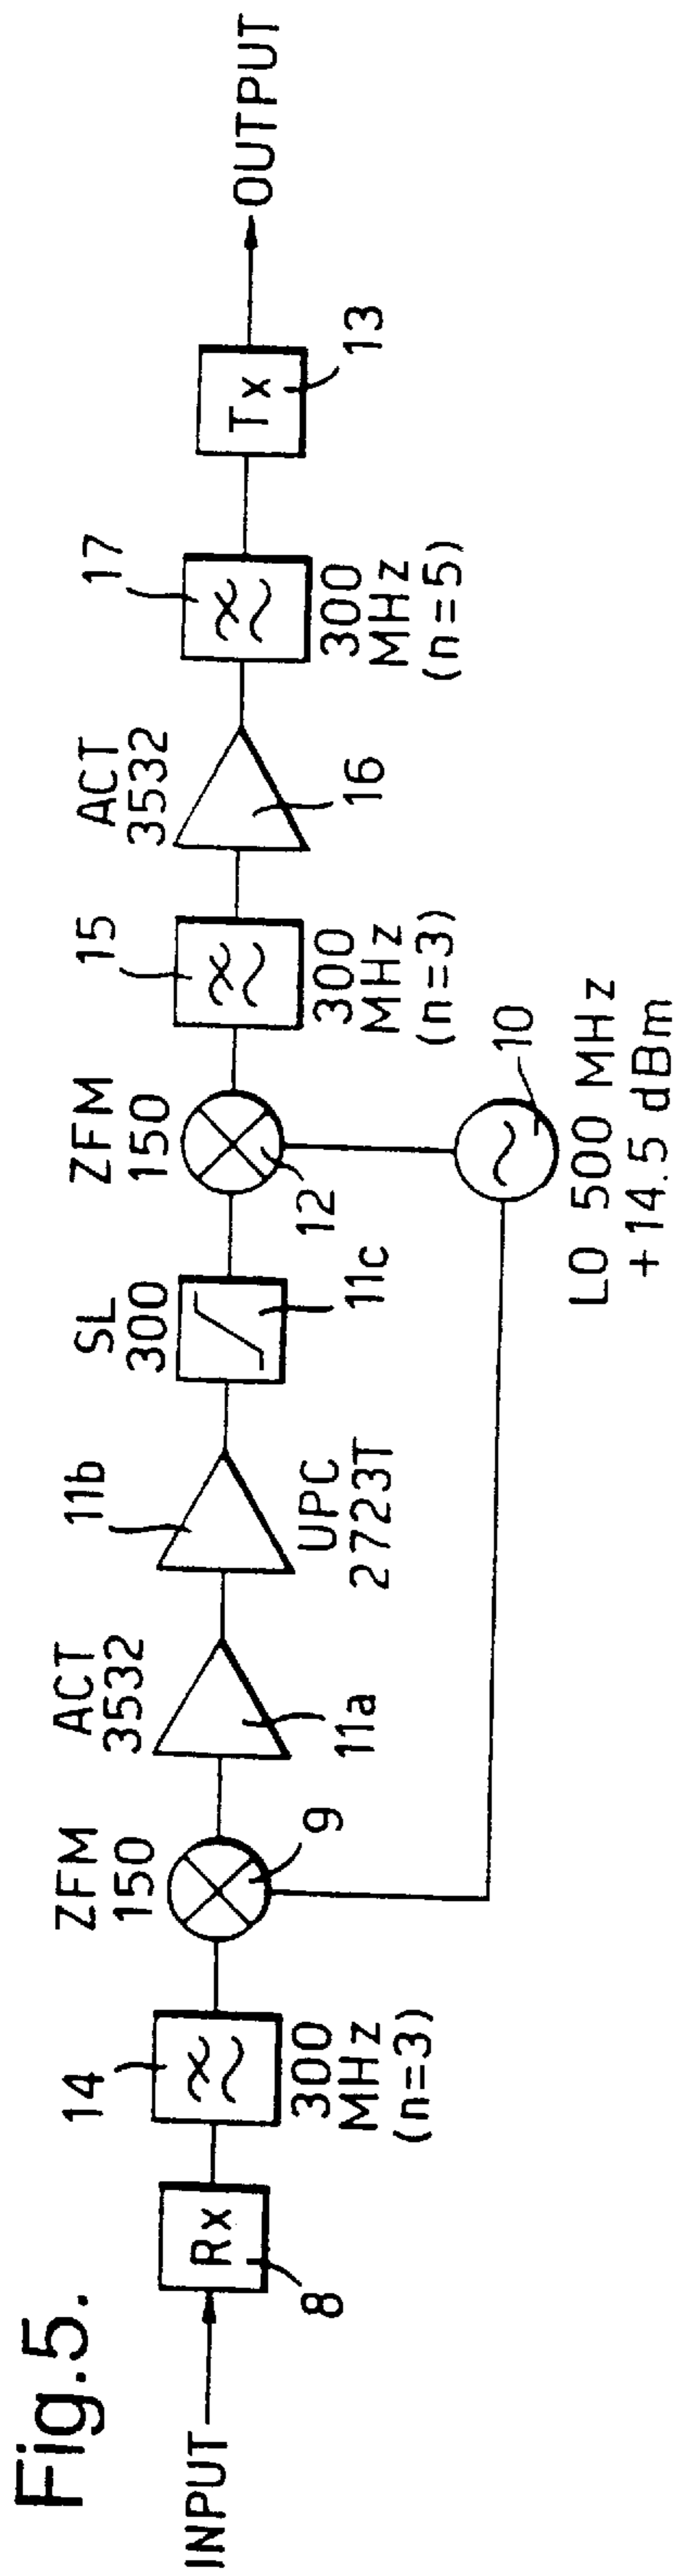 Fig.5.
INPUT
Rx
8
14
300
MHz
(n=3)
ZFM
150
9
ACT
3532
11a
11b
UPC
2723T
SL
300
11c
ZFM
150
12
LO 500 MHz
+14.5 dBm
10
15
300
MHz
(n=3)
ACT
3532
16
17
300
MHz
(n=5)
Tx
13
OUTPUT